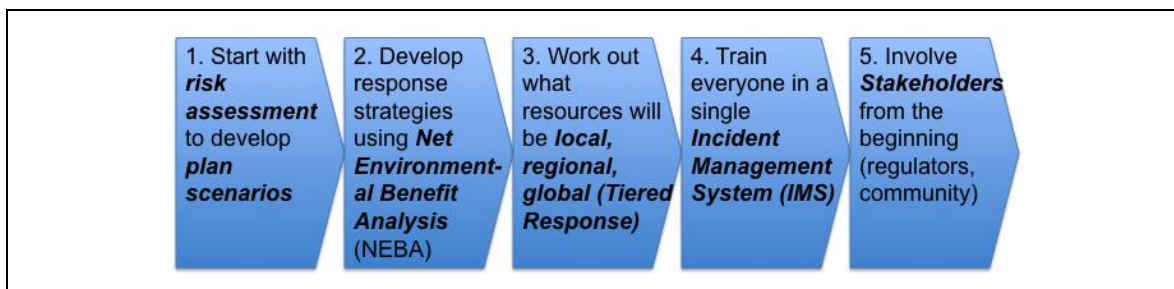 1. Start with
risk
assessment
to develop
plan
scenarios
2. Develop
response
strategies
using Net
Environment-
al Benefit
Analysis
(NEBA)
3. Work out
what
resources will
be local,
regional,
global (Tiered
Response)
4. Train
everyone in a
single
Incident
Management
System (IMS)
5. Involve
Stakeholders
from the
beginning
(regulators,
community)